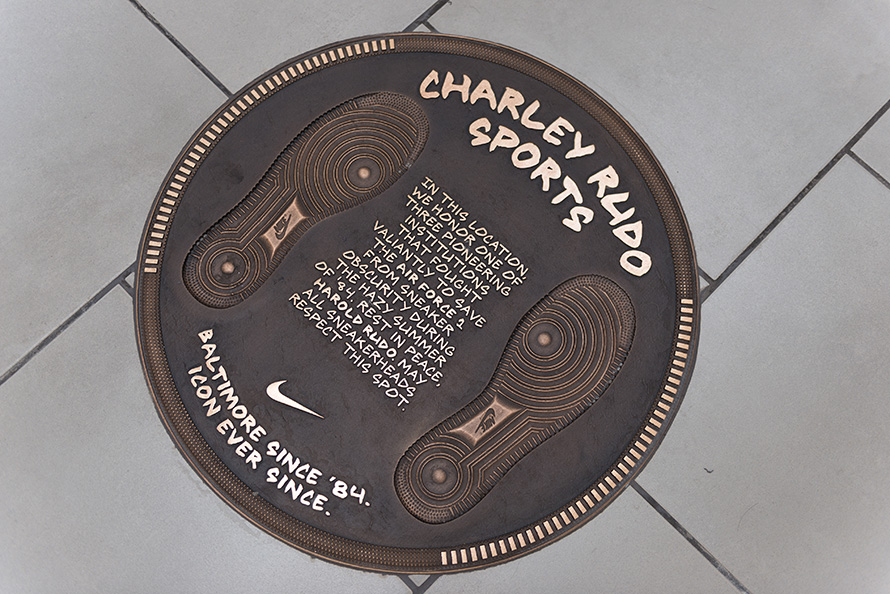 CHARLEY RUDO
SPORTS
IN THIS LOCATION
WE HONOR ONE OF
THREE PIONEERING
INSTITUTIONS
THAT FOUGHT
VALIANTLY TO SAVE
THE AIR FORCE 1
FROM SNEAKER
OBSCURITY DURING
THE HAZY SUMMER
OF '84. REST IN PEACE,
HAROLD RUDO. MAY
ALL SNEAKERHEADS
RESPECT THIS SPOT.
BALTIMORE SINCE '84.
ICON EVER SINCE.
NIKE
NIKE